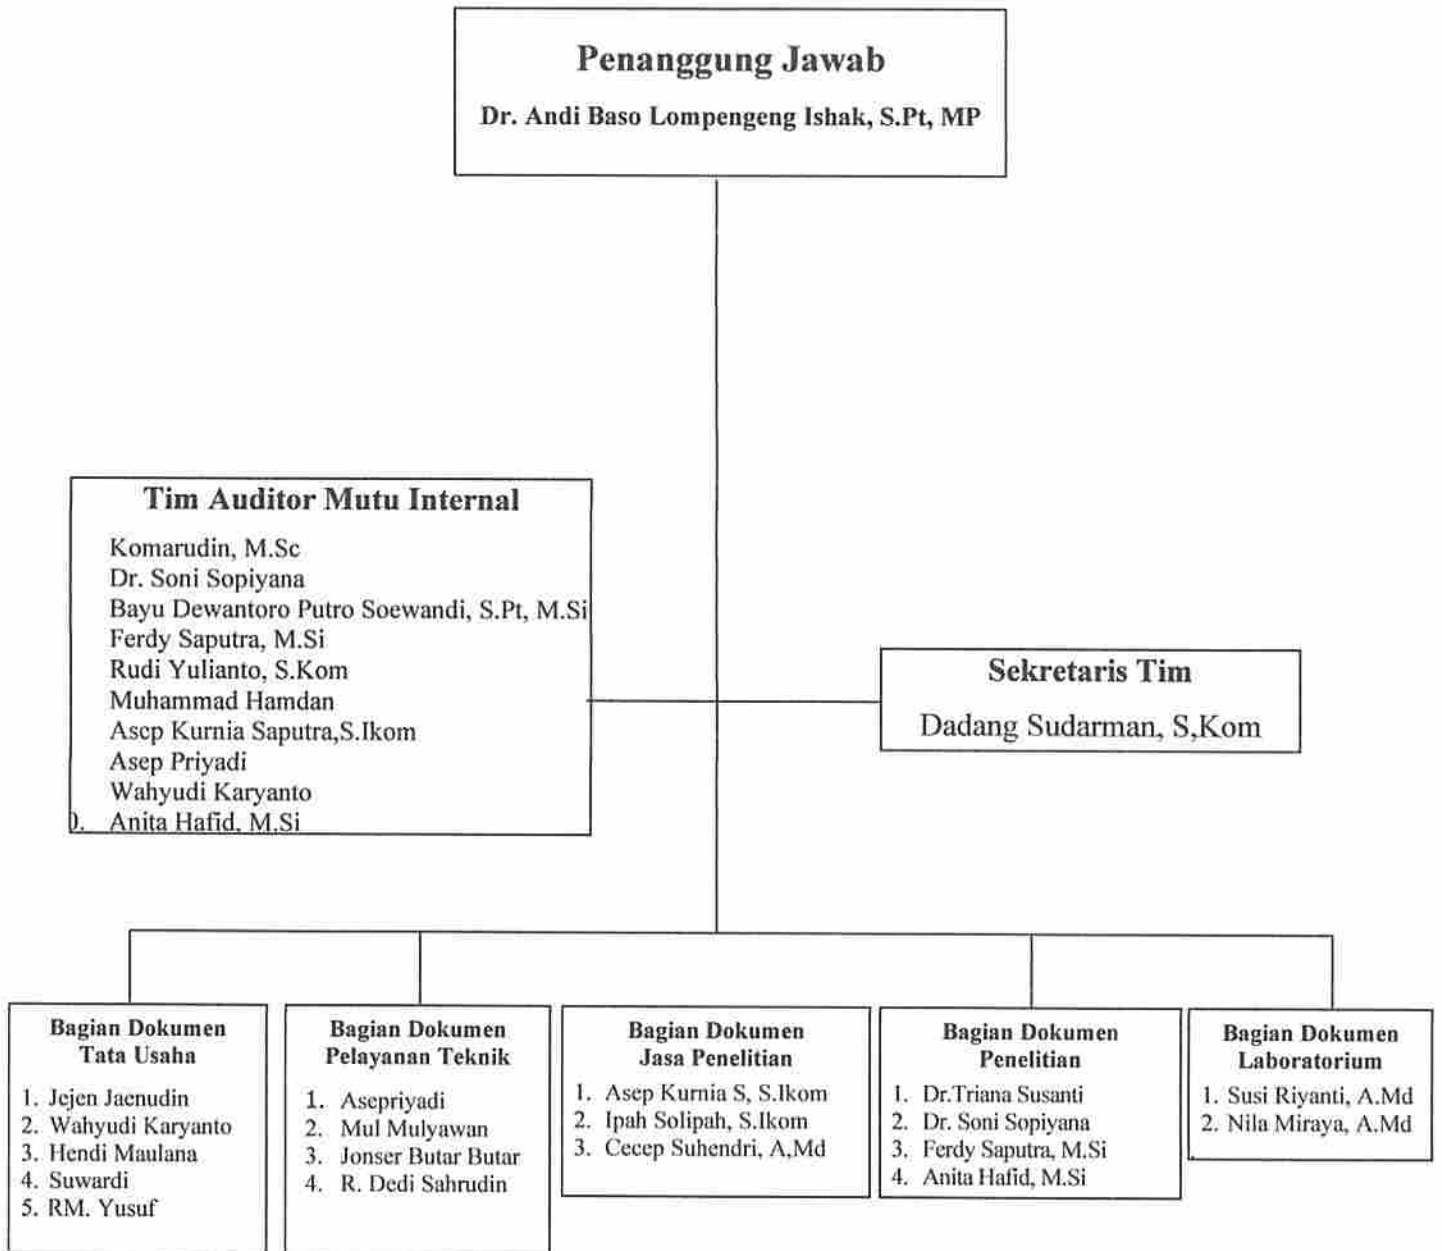 Penanggung Jawab
Dr. Andi Baso Lompengeng Ishak, S.Pt, MP
Tim Auditor Mutu Internal
Komarudin, M.Sc
Dr. Soni Sopiyana
Bayu Dewantoro Putro Soewandi, S.Pt, M.Si
Ferdy Saputra, M.Si
Rudi Yulianto, S.Kom
Muhammad Hamdan
Asep Kurnia Saputra,S.Ikom
Asep Priyadi
Wahyudi Karyanto
0. Anita Hafid, M.Si
Sekretaris Tim
Dadang Sudarman, S,Kom
Bagian Dokumen
Tata Usaha
1. Jejen Jaenudin
2. Wahyudi Karyanto
3. Hendi Maulana
4. Suwardi
5. RM. Yusuf
Bagian Dokumen
Pelayanan Teknik
1. Asepriyadi
2. Mul Mulyawan
3. Jonser Butar Butar
4. R. Dedi Sahrudin
Bagian Dokumen
Jasa Penelitian
1. Asep Kurnia S, S.Ikom
2. Ipah Solipah, S.Ikom
3. Cecep Suhendri, A,Md
Bagian Dokumen
Penelitian
1. Dr.Triana Susanti
2. Dr. Soni Sopiyana
3. Ferdy Saputra, M.Si
4. Anita Hafid, M.Si
Bagian Dokumen
Laboratorium
1. Susi Riyanti, A.Md
2. Nila Miraya, A.Md